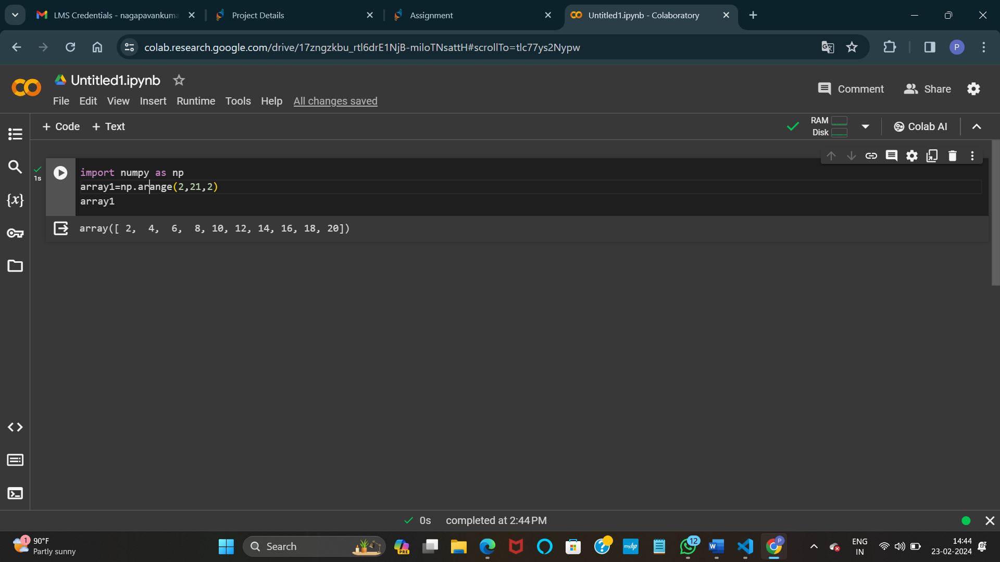 LMS Credentials - nagapavankuma
Project Details
Assignment
Untitled1.ipynb - Colaboratory
colab.research.google.com/drive/17zngzkbu_rtl6drE1NjB-miloTNsattH#scrollTo=tlc77ys2Nypw
P
Untitled1.ipynb
File Edit View Insert Runtime Tools Help All changes saved
Comment
Share
+ Code + Text
RAM
Disk
Colab AI
{x}
1s
import numpy as np
array1=np.arange(2,21,2)
array1
array([ 2,  4,  6,  8, 10, 12, 14, 16, 18, 20])
0s completed at 2:44 PM
1
90°F
Partly sunny
Search
PRE
myhp
12
P
ENG
IN
14:44
23-02-2024